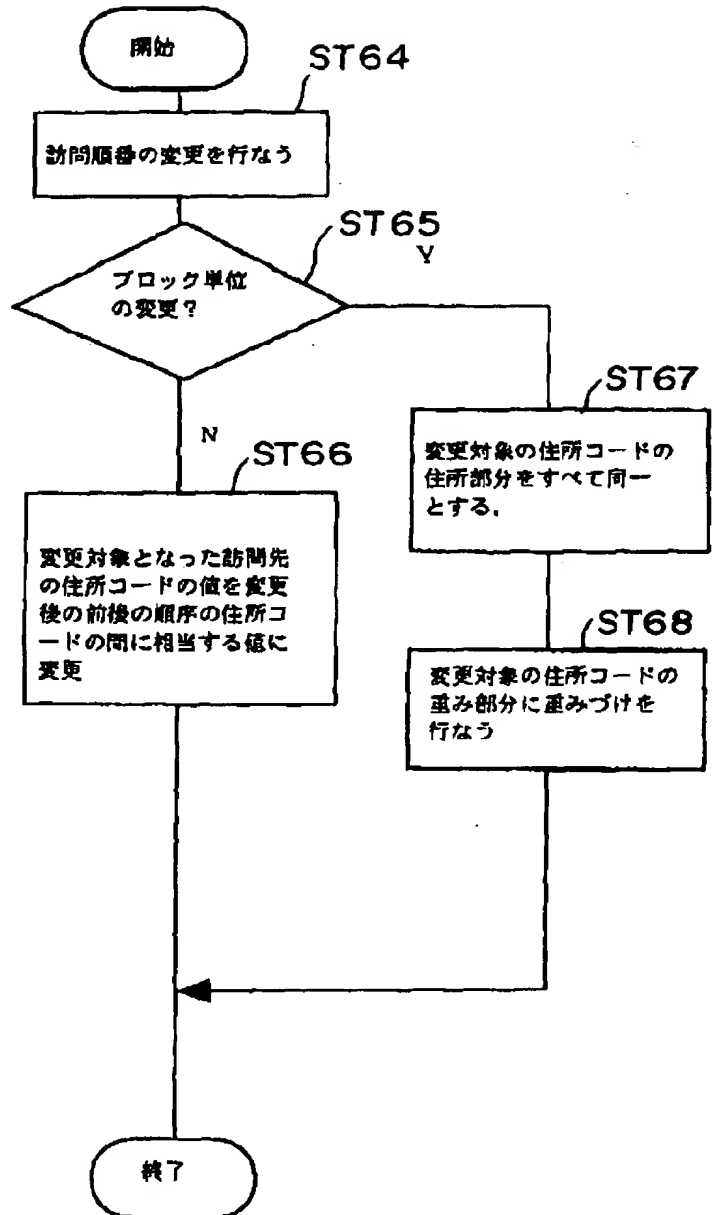 開始
ST64
訪問順番の変更を行なう
ST65
Y
ブロック単位
の変更?
N
ST66
変更対象となった訪問先
の住所コードの値を変更
後の前後の順序の住所コ
ードの間に相当する値に
変更
ST67
変更対象の住所コードの
住所部分をすべて同一
とする.
ST68
変更対象の住所コードの
重み部分に重みづけを
行なう
終了